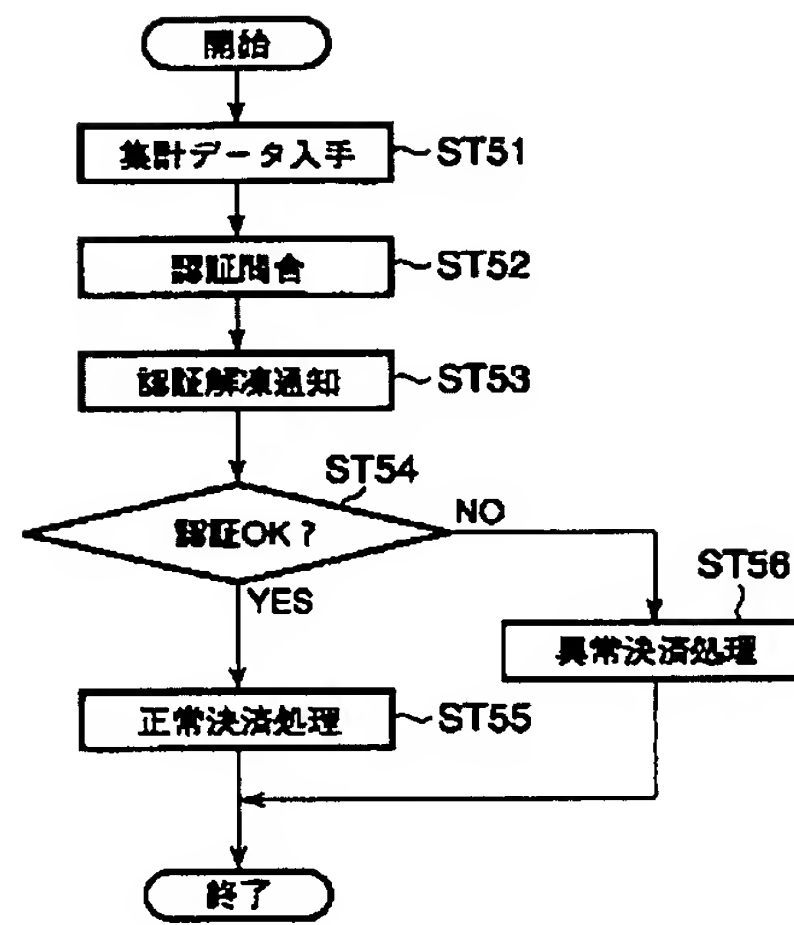 開始
集計データ入手
ST51
認証問合
ST52
認証解凍通知
ST53
ST54
認証OK?
NO
YES
ST56
異常決済処理
正常決済処理
ST55
終了